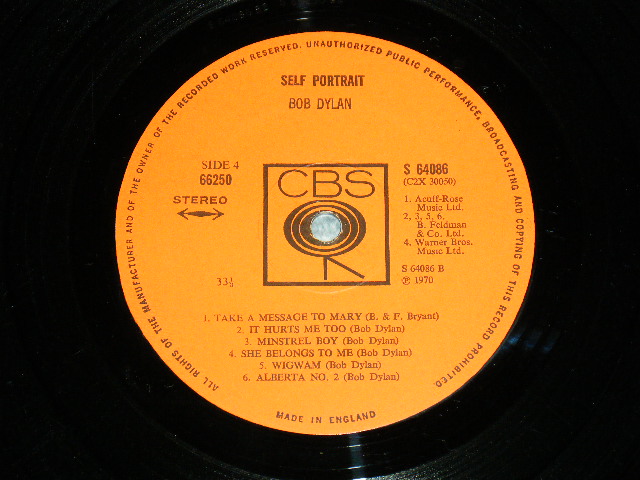 ALL RIGHTS OF THE MANUFACTURER AND OF THE OWNER OF THE RECORDED WORK RESERVED. UNAUTHORIZED PUBLIC PERFORMANCE, BROADCASTING AND COPYING OF THIS RECORD PROHIBITED.
SELF PORTRAIT
BOB DYLAN
SIDE 4
66250
STEREO
CBS
S 64086
(C2X 30050)
1. Acuff-Rose
Music Ltd.
2, 3, 5, 6.
B. Feldman
& Co. Ltd.
4. Warner Bros.
Music Ltd.
33⅓
S 64086 B
℗ 1970
1. TAKE A MESSAGE TO MARY (B. & F. Bryant)
2. IT HURTS ME TOO (Bob Dylan)
3. MINSTREL BOY (Bob Dylan)
4. SHE BELONGS TO ME (Bob Dylan)
5. WIGWAM (Bob Dylan)
6. ALBERTA NO. 2 (Bob Dylan)
MADE IN ENGLAND